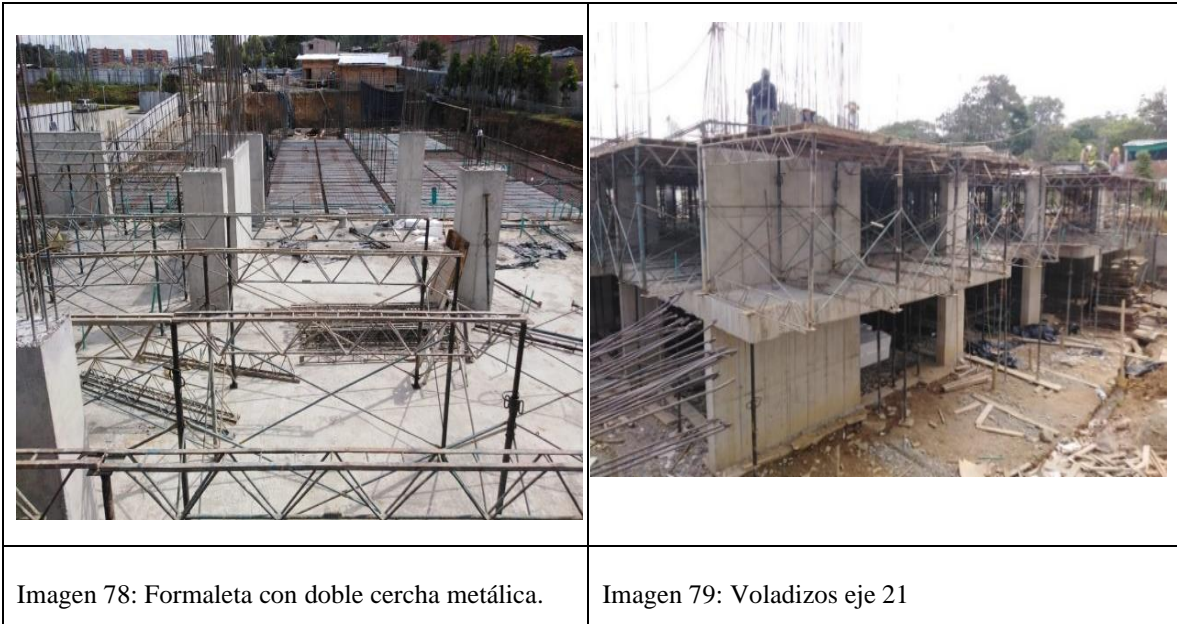 Imagen 78: Formaleta con doble cercha metálica.
Imagen 79: Voladizos eje 21